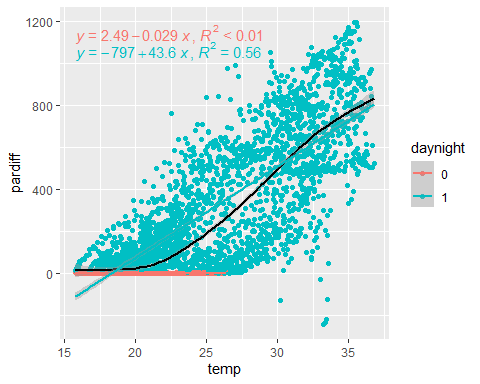 y = 2.49 − 0.029 x, R² < 0.01
y = −797 + 43.6 x, R² = 0.56
1200
800
400
0
pardiff
15
20
25
30
35
temp
daynight
0
1